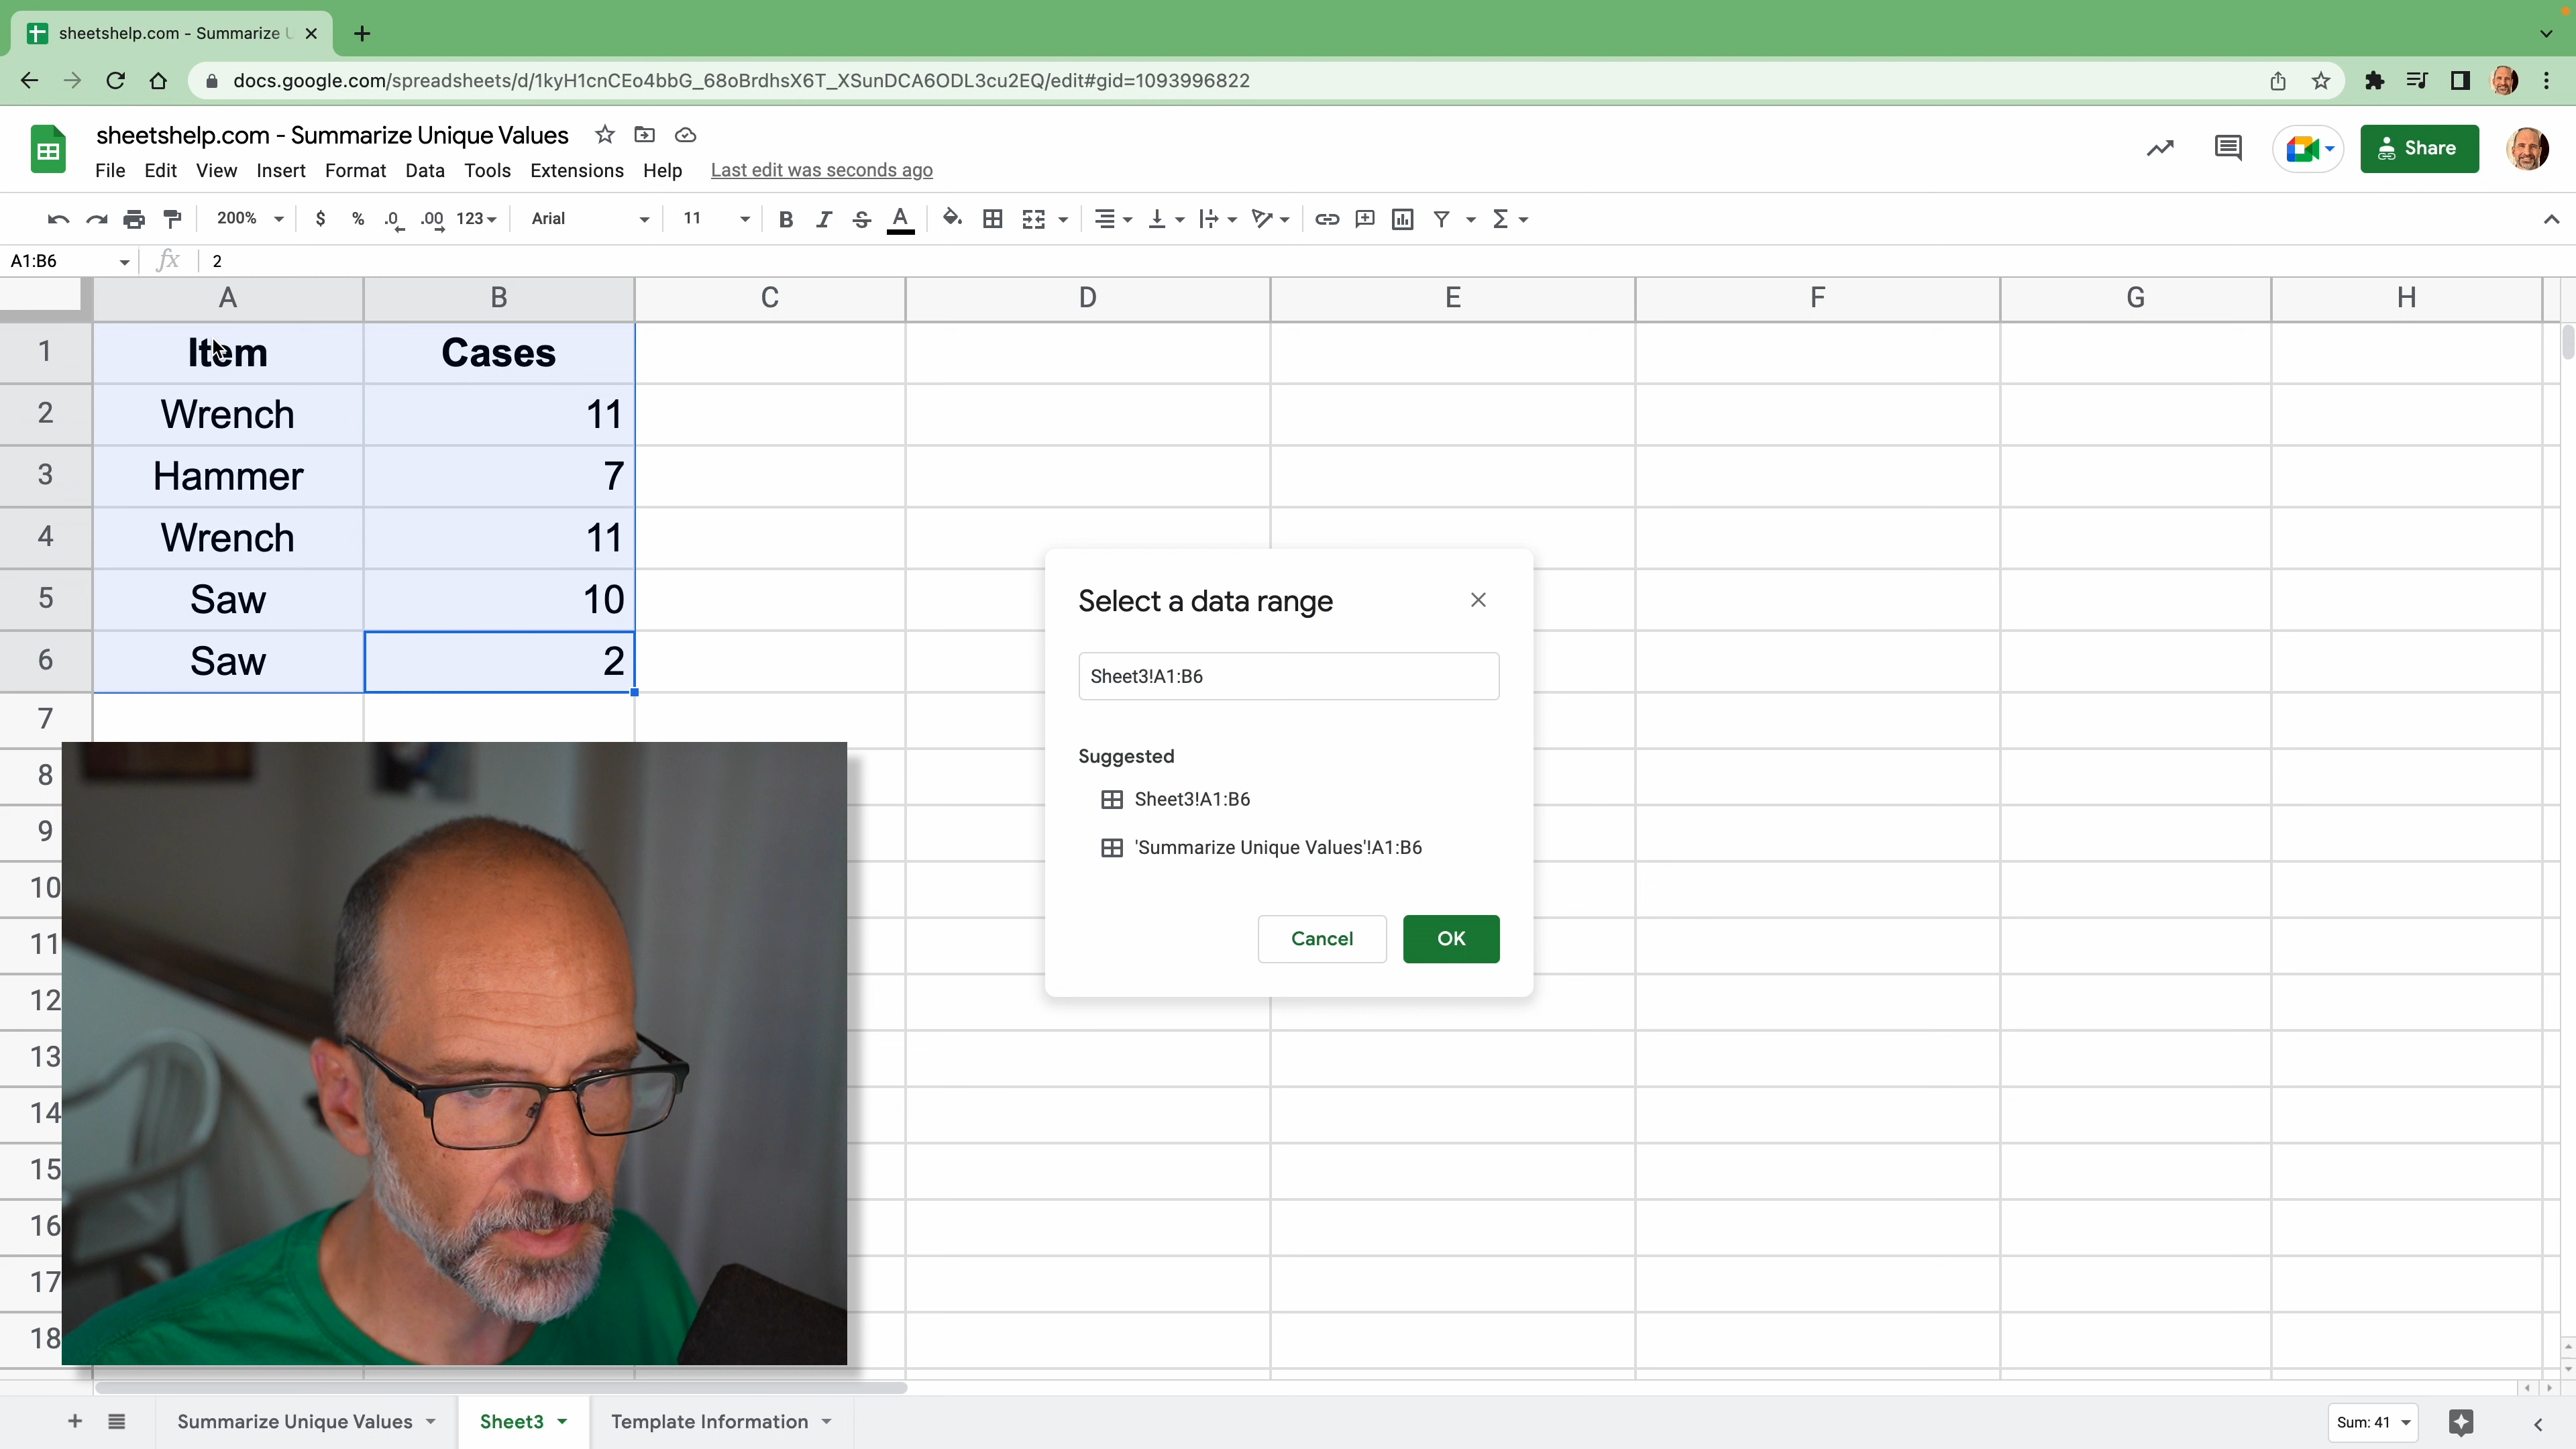 sheetshelp.com - Summarize U
docs.google.com/spreadsheets/d/1kyH1cnCEo4bbG_68oBrdhsX6T_XSunDCA6ODL3cu2EQ/edit#gid=1093996822
sheetshelp.com - Summarize Unique Values
File Edit View Insert Format Data Tools Extensions Help Last edit was seconds ago
Share
200% $ % .0 .00 123 Arial 11 B I S A Σ
A1:B6 fx 2
A B C D E F G H
1 Item Cases
2 Wrench 11
3 Hammer 7
4 Wrench 11
5 Saw 10
6 Saw 2
7
8
9
10
11
12
13
14
15
16
17
18
Select a data range
Sheet3!A1:B6
Suggested
Sheet3!A1:B6
'Summarize Unique Values'!A1:B6
Cancel OK
Summarize Unique Values Sheet3 Template Information Sum: 41